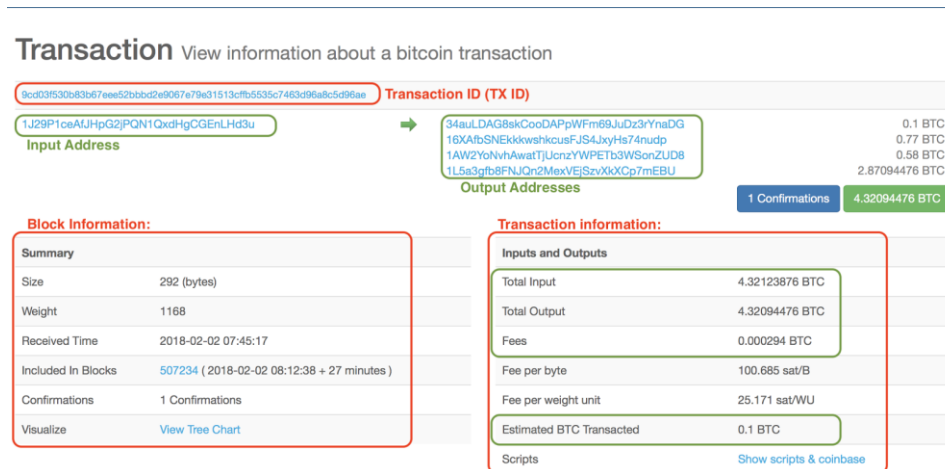 Transaction View information about a bitcoin transaction
9cd03f530b83b67eee52bbbd2e9067e79e31513cffb5535c7463d96a8c5d96ae Transaction ID (TX ID)
1J29P1ceAfJHpG2jPQN1QxdHgCGEnLHd3u
Input Address
34auLDAG8skCooDAPpWFm69JuDz3rYnaDG 0.1 BTC
16XAfbSNEkkkwshkcusFJS4JxyHs74nudp 0.77 BTC
1AW2YoNvhAwatTjUcnzYWPETb3WSonZUD8 0.58 BTC
1L5a3gfb8FNJQn2MexVEjSzvXkXCp7mEBU 2.87094476 BTC
Output Addresses
1 Confirmations 4.32094476 BTC
Block Information:
Summary
Size 292 (bytes)
Weight 1168
Received Time 2018-02-02 07:45:17
Included In Blocks 507234 ( 2018-02-02 08:12:38 + 27 minutes )
Confirmations 1 Confirmations
Visualize View Tree Chart
Transaction information:
Inputs and Outputs
Total Input 4.32123876 BTC
Total Output 4.32094476 BTC
Fees 0.000294 BTC
Fee per byte 100.685 sat/B
Fee per weight unit 25.171 sat/WU
Estimated BTC Transacted 0.1 BTC
Scripts Show scripts & coinbase